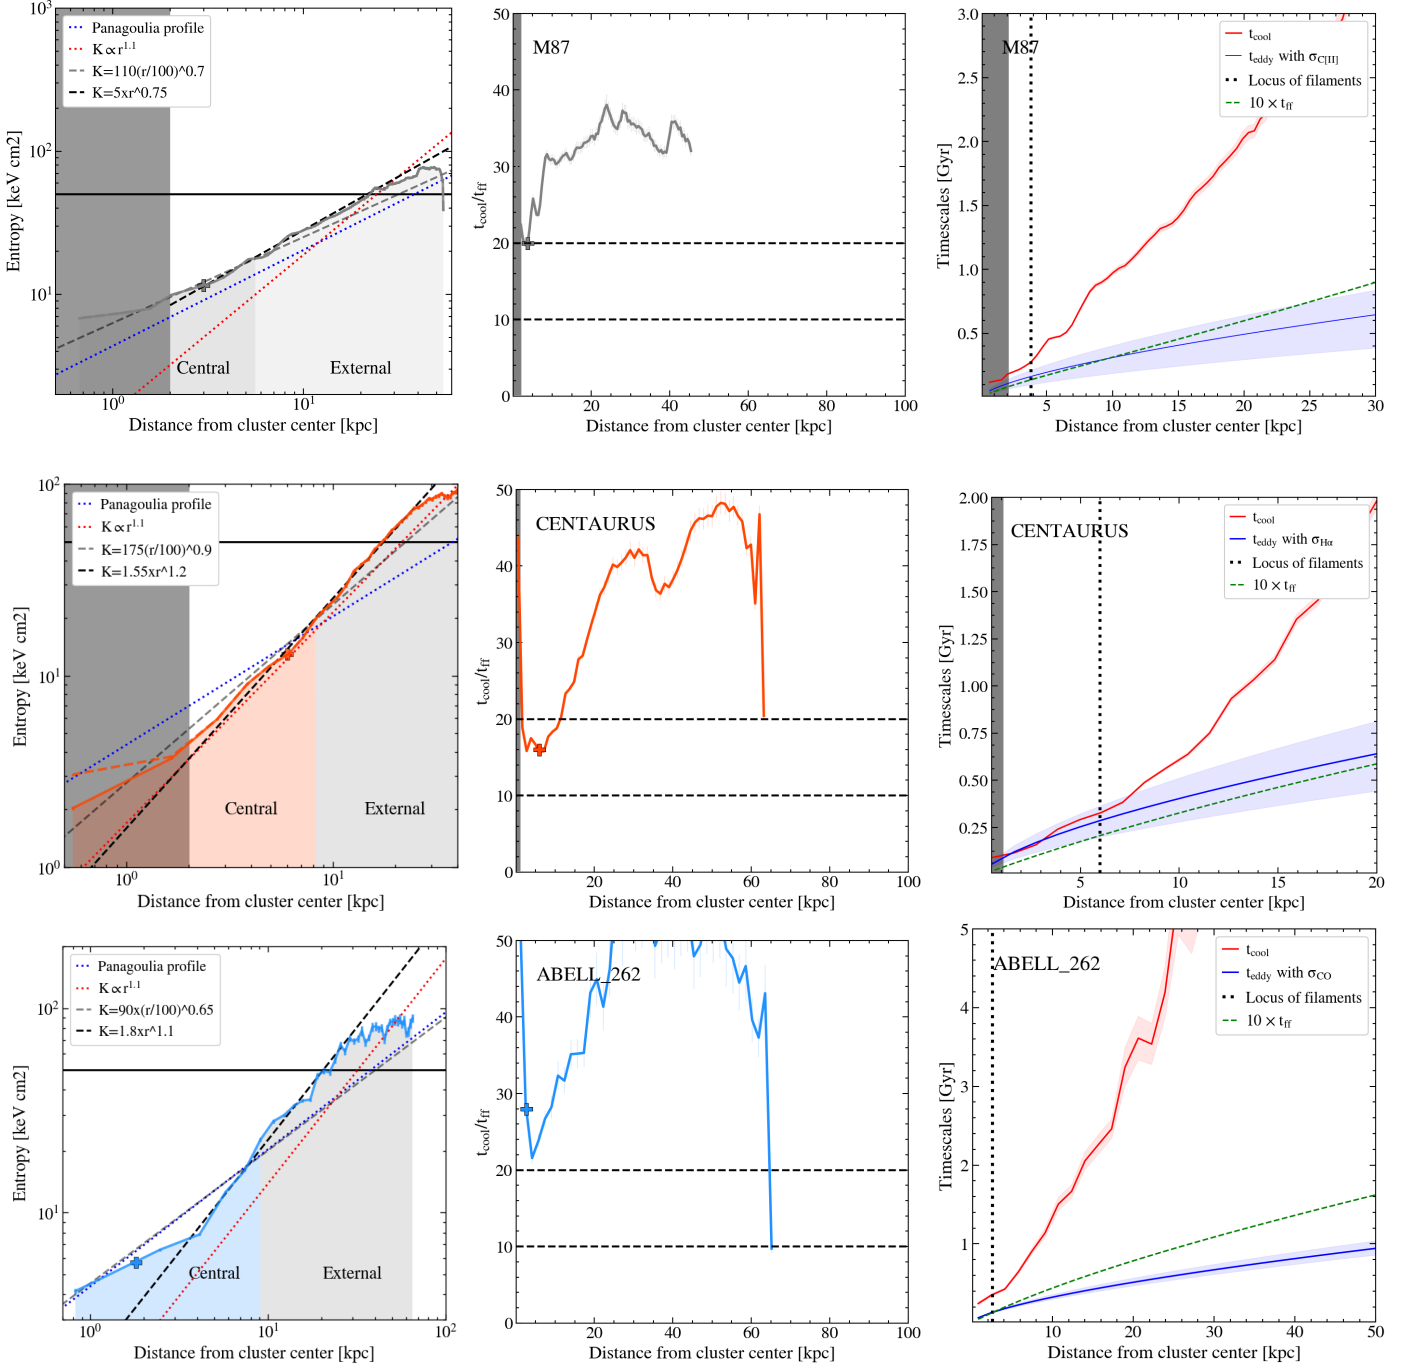 Panagoulia profile
K∝r^1.1
K=110(r/100)^0.7
K=5xr^0.75
10^3
10^2
10^1
Entropy [keV cm2]
Central
External
10^0
10^1
Distance from cluster center [kpc]
M87
50
40
30
20
10
0
t_cool/t_ff
20
40
60
80
100
Distance from cluster center [kpc]
M87
t_cool
t_eddy with σ_C[II]
Locus of filaments
10 × t_ff
3.0
2.5
2.0
1.5
1.0
0.5
Timescales [Gyr]
5
10
15
20
25
30
Distance from cluster center [kpc]
Panagoulia profile
K∝r^1.1
K=175(r/100)^0.9
K=1.55xr^1.2
10^2
10^1
10^0
Entropy [keV cm2]
Central
External
10^0
10^1
Distance from cluster center [kpc]
CENTAURUS
50
40
30
20
10
0
t_cool/t_ff
20
40
60
80
100
Distance from cluster center [kpc]
CENTAURUS
t_cool
t_eddy with σ_Hα
Locus of filaments
10 × t_ff
2.00
1.75
1.50
1.25
1.00
0.75
0.50
0.25
Timescales [Gyr]
5
10
15
20
Distance from cluster center [kpc]
Panagoulia profile
K∝r^1.1
K=90x(r/100)^0.65
K=1.8xr^1.1
10^2
10^1
Entropy [keV cm2]
Central
External
10^0
10^1
10^2
Distance from cluster center [kpc]
ABELL_262
50
40
30
20
10
0
t_cool/t_ff
20
40
60
80
100
Distance from cluster center [kpc]
ABELL_262
t_cool
t_eddy with σ_CO
Locus of filaments
10 × t_ff
5
4
3
2
1
Timescales [Gyr]
10
20
30
40
50
Distance from cluster center [kpc]